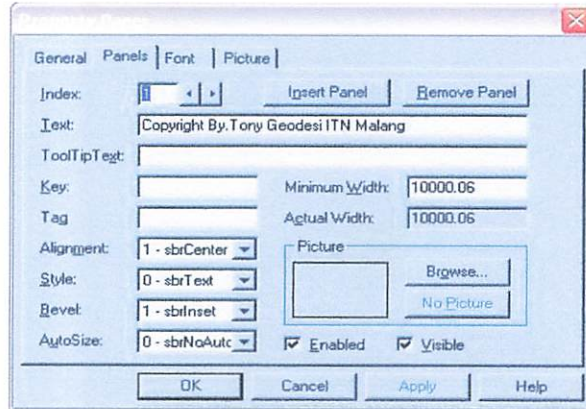 Property Pages
General Panels Font Picture
Index: 1 Insert Panel Remove Panel
Text: Copyright By.Tony Geodesi ITN Malang
ToolTipText:
Key: Minimum Width: 10000.06
Tag Actual Width: 10000.06
Alignment: 1 - sbrCenter Picture
Style: 0 - sbrText Browse...
Bevel: 1 - sbrInset No Picture
AutoSize: 0 - sbrNoAutc Enabled Visible
OK Cancel Apply Help